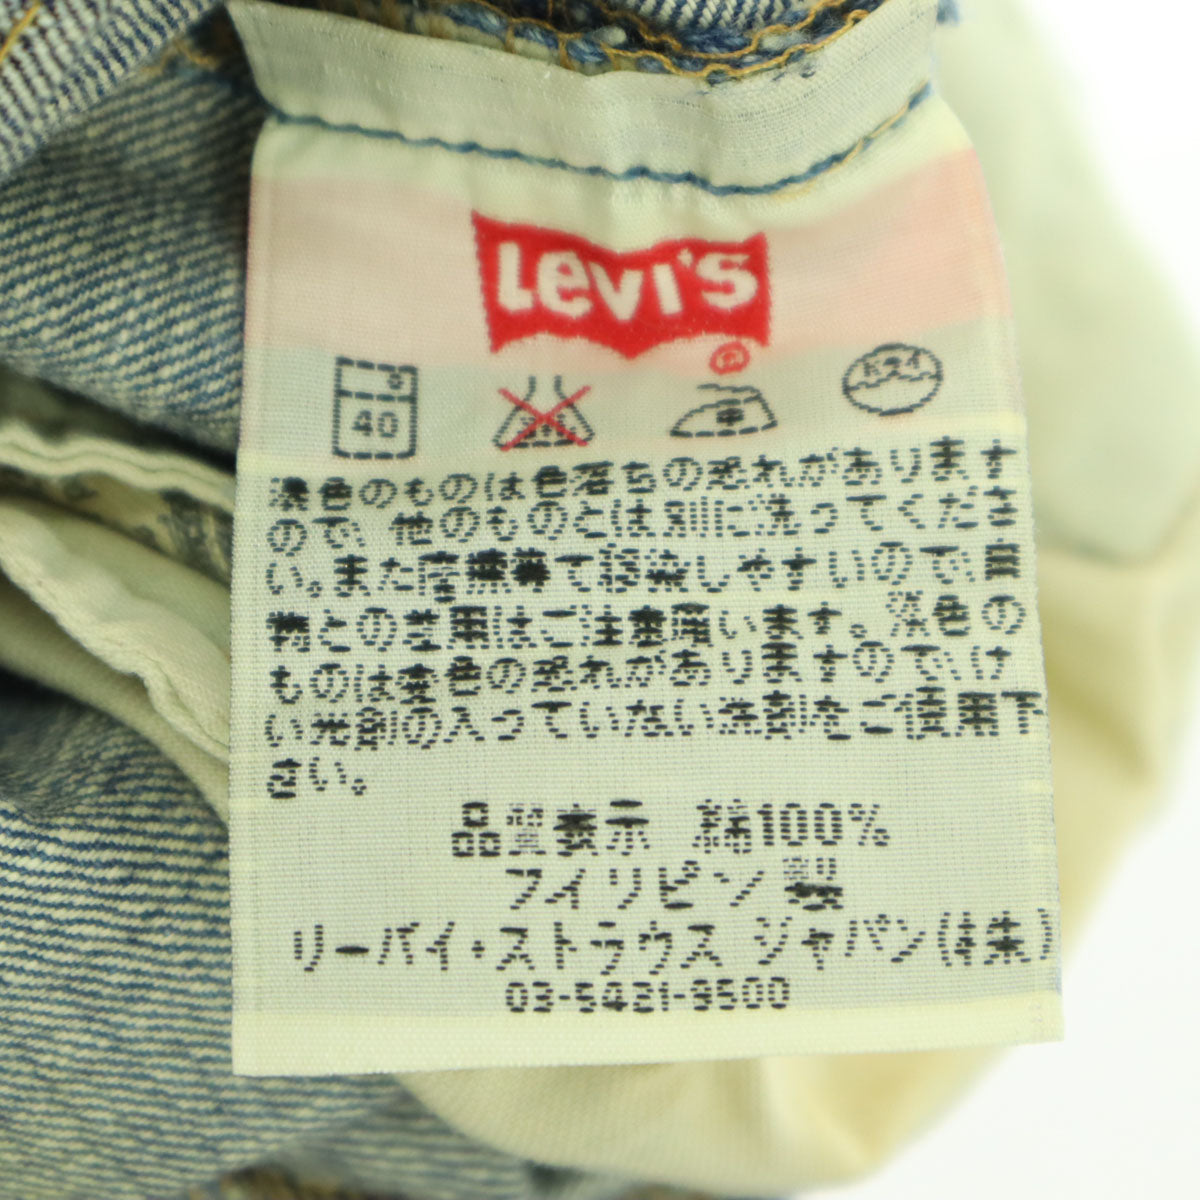 Levi's
®
40 中 ドライ
濃色のものは色落ちの恐れがあります
ので、他のものとは別に洗ってくださ
い。また摩擦等で移染しやすいので、白
物との芝用はご注意願います。淡色の
ものは変色の恐れがありますので、け
い光剤の入っていない洗剤をご使用下
さい。
品質表示 綿100%
フィリピン製
リーバイ・ストラウス ジャパン(株)
03-5421-9500